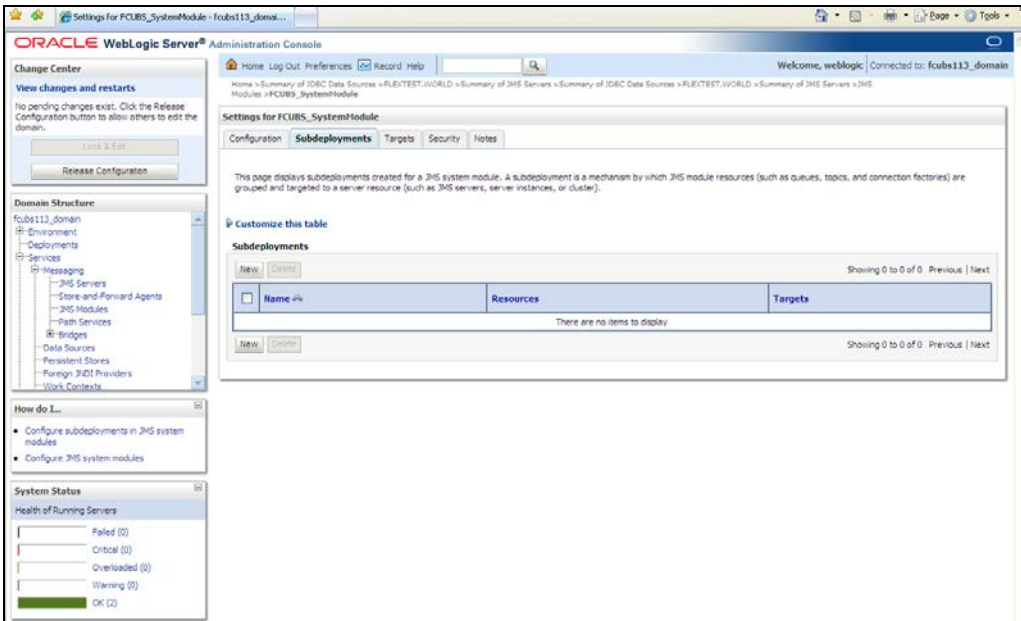 Settings for FCUBS_SystemModule - fcubs113_domai...
Page
Tools
ORACLE WebLogic Server® Administration Console
Change Center
View changes and restarts
No pending changes exist. Click the Release
Configuration button to allow others to edit the
domain.
Lock & Edit
Release Configuration
Domain Structure
fcubs113_domain
Environment
Deployments
Services
Messaging
JMS Servers
Store-and-Forward Agents
JMS Modules
Path Services
Bridges
Data Sources
Persistent Stores
Foreign JNDI Providers
Work Contexts
How do I...
Configure subdeployments in JMS system
modules
Configure JMS system modules
System Status
Health of Running Servers
Failed (0)
Critical (0)
Overloaded (0)
Warning (0)
OK (2)
Home Log Out Preferences Record Help
Welcome, weblogic Connected to: fcubs113_domain
Home >Summary of JDBC Data Sources >FLEXTEST.WORLD >Summary of JMS Servers >Summary of JDBC Data Sources >FLEXTEST.WORLD >Summary of JMS Servers >JMS
Modules >FCUBS_SystemModule
Settings for FCUBS_SystemModule
Configuration Subdeployments Targets Security Notes
This page displays subdeployments created for a JMS system module. A subdeployment is a mechanism by which JMS module resources (such as queues, topics, and connection factories) are
grouped and targeted to a server resource (such as JMS servers, server instances, or cluster).
Customize this table
Subdeployments
New Delete Showing 0 to 0 of 0 Previous | Next
Name Resources Targets
There are no items to display
New Delete Showing 0 to 0 of 0 Previous | Next